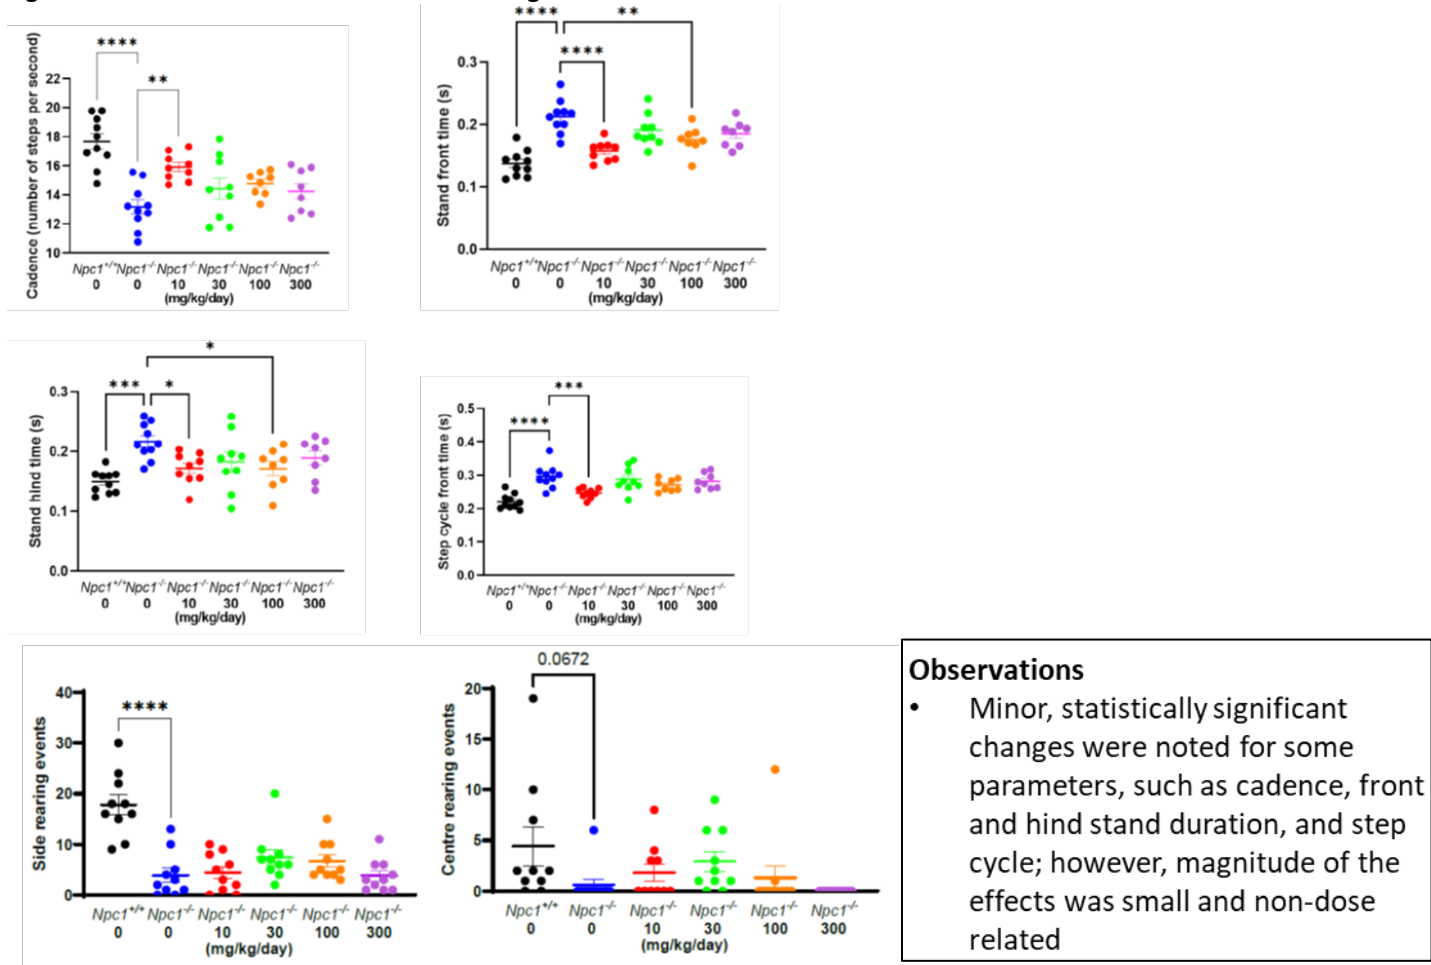 ****
**
Cadence (number of steps per second)
22
20
18
16
14
12
10
Npc1+/+ Npc1-/- Npc1-/- Npc1-/- Npc1-/- Npc1-/-
0 0 10 30 100 300
(mg/kg/day)
**** **
****
Stand front time (s)
0.3
0.2
0.1
0.0
Npc1+/+ Npc1-/- Npc1-/- Npc1-/- Npc1-/- Npc1-/-
0 0 10 30 100 300
(mg/kg/day)
*
*** *
Stand hind time (s)
0.3
0.2
0.1
0.0
Npc1+/+ Npc1-/- Npc1-/- Npc1-/- Npc1-/- Npc1-/-
0 0 10 30 100 300
(mg/kg/day)
***
****
Step cycle front time (s)
0.5
0.4
0.3
0.2
0.1
0.0
Npc1+/+ Npc1-/- Npc1-/- Npc1-/- Npc1-/- Npc1-/-
0 0 10 30 100 300
(mg/kg/day)
****
Side rearing events
40
30
20
10
0
Npc1+/+ Npc1-/- Npc1-/- Npc1-/- Npc1-/- Npc1-/-
0 0 10 30 100 300
(mg/kg/day)
0.0672
Centre rearing events
20
15
10
5
0
Npc1+/+ Npc1-/- Npc1-/- Npc1-/- Npc1-/- Npc1-/-
0 0 10 30 100 300
(mg/kg/day)
Observations
• Minor, statistically significant
changes were noted for some
parameters, such as cadence, front
and hind stand duration, and step
cycle; however, magnitude of the
effects was small and non-dose
related